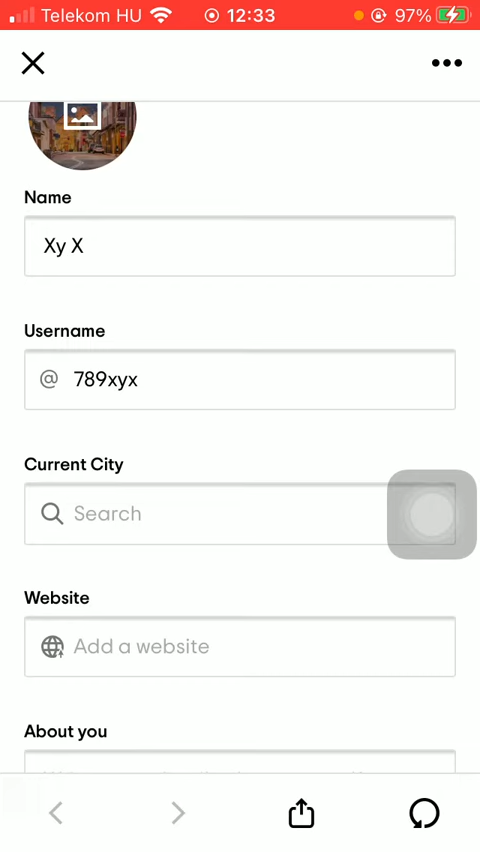 Telekom HU 12:33 97%
Name
Xy X
Username
@ 789xyx
Current City
Search
Website
Add a website
About you